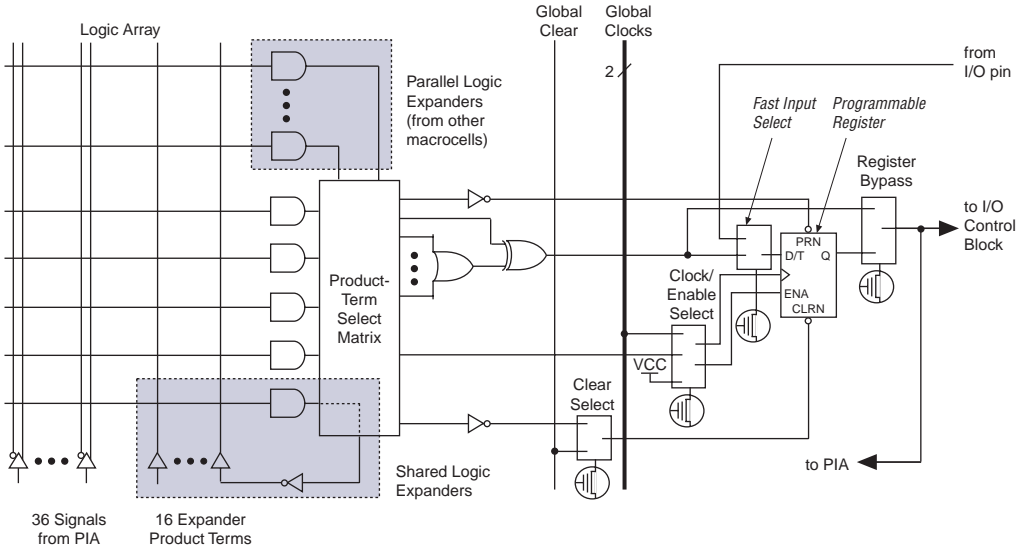 Logic Array
Global
Clear
Global
Clocks
2
from
I/O pin
Parallel Logic
Expanders
(from other
macrocells)
Fast Input
Select
Programmable
Register
Register
Bypass
to I/O
Control
Block
PRN
D/T Q
ENA
CLRN
Product-
Term
Select
Matrix
Clock/
Enable
Select
VCC
Clear
Select
to PIA
Shared Logic
Expanders
36 Signals
from PIA
16 Expander
Product Terms